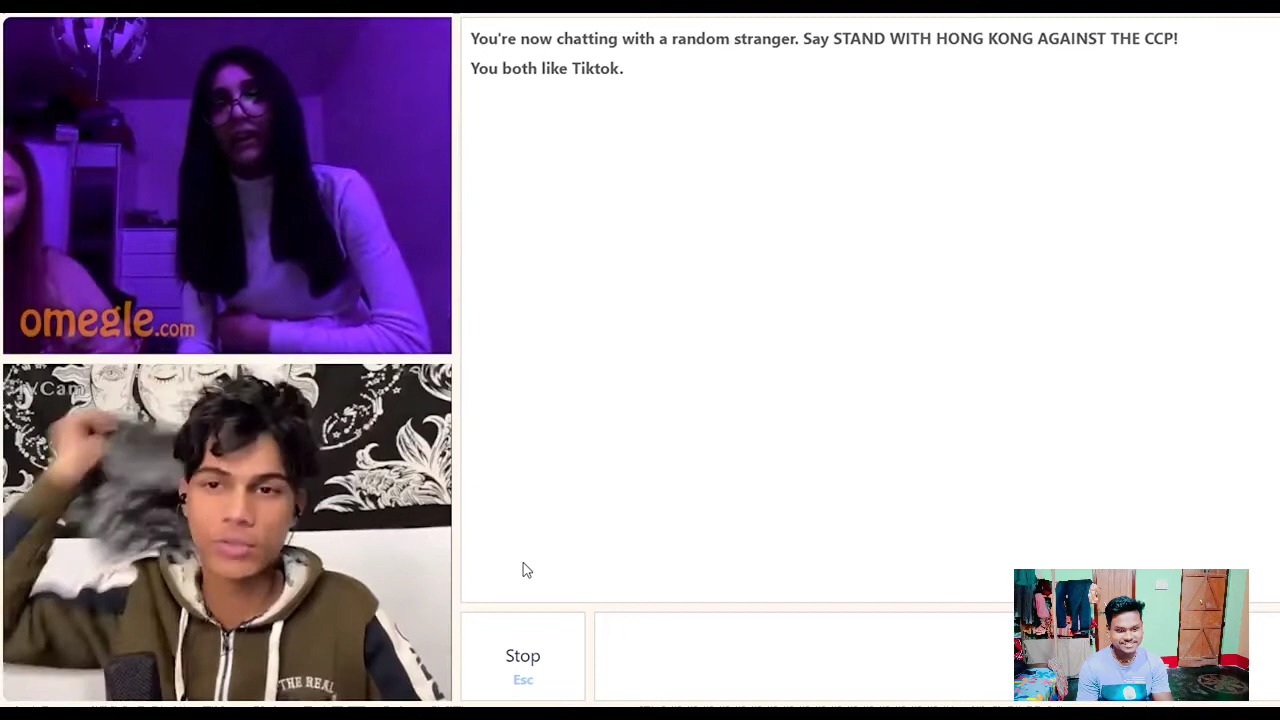 You're now chatting with a random stranger. Say STAND WITH HONG KONG AGAINST THE CCP!
You both like Tiktok.
omegle.com
iVCam
THE REAL
Stop
Esc